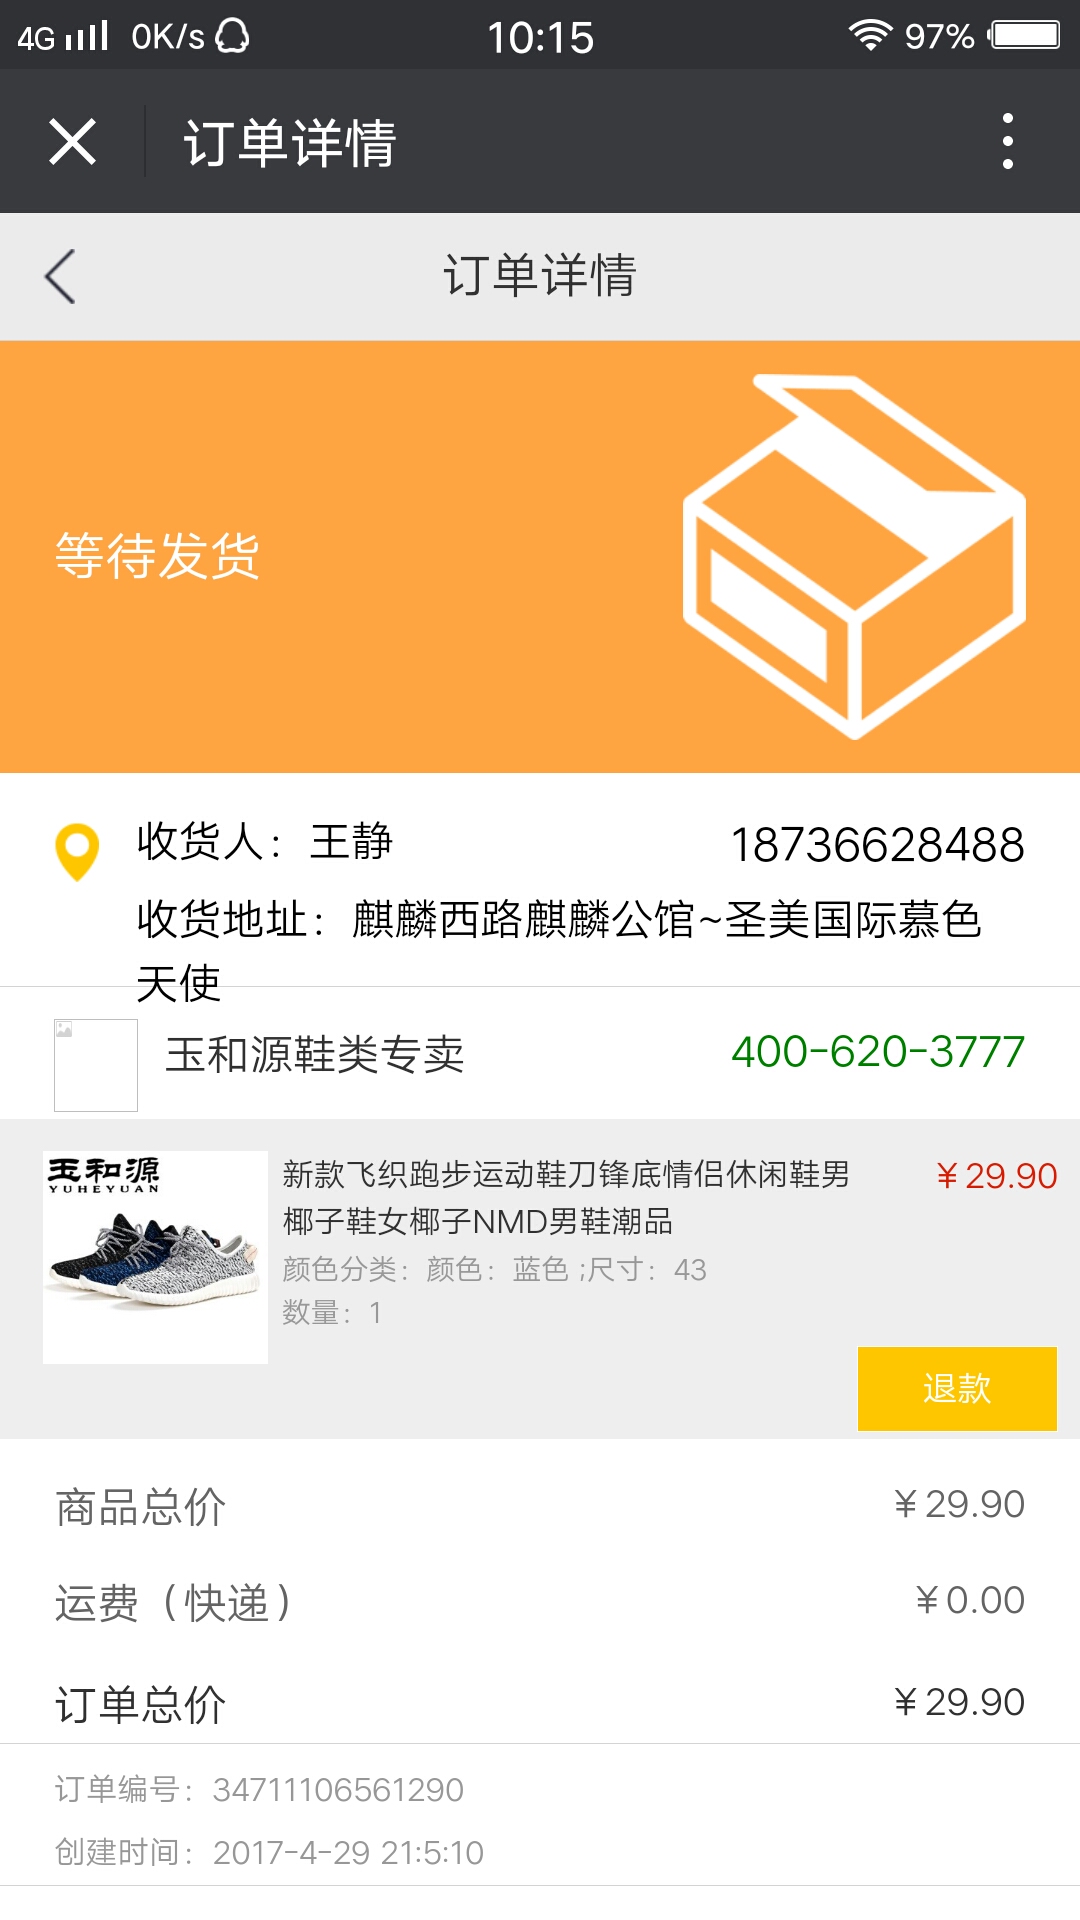 4G 0K/s 10:15 97%
订单详情
订单详情
等待发货
收货人：王静 18736628488
收货地址：麒麟西路麒麟公馆~圣美国际慕色
天使
玉和源鞋类专卖 400-620-3777
玉和源
YUHEYUAN
新款飞织跑步运动鞋刀锋底情侣休闲鞋男 ¥29.90
椰子鞋女椰子NMD男鞋潮品
颜色分类：颜色：蓝色 ;尺寸：43
数量：1
退款
商品总价 ¥29.90
运费（快递） ¥0.00
订单总价 ¥29.90
订单编号：34711106561290
创建时间：2017-4-29 21:5:10